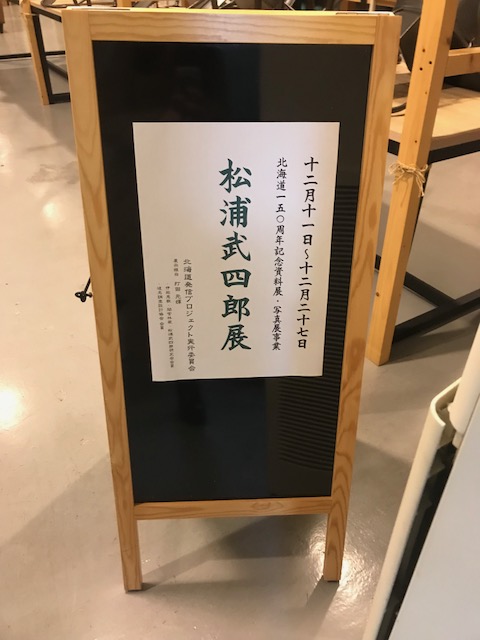 十二月十一日～十二月二十七日
北海道一五〇周年記念資料展・写真展事業
松浦武四郎展
北海道発信プロジェクト実行委員会